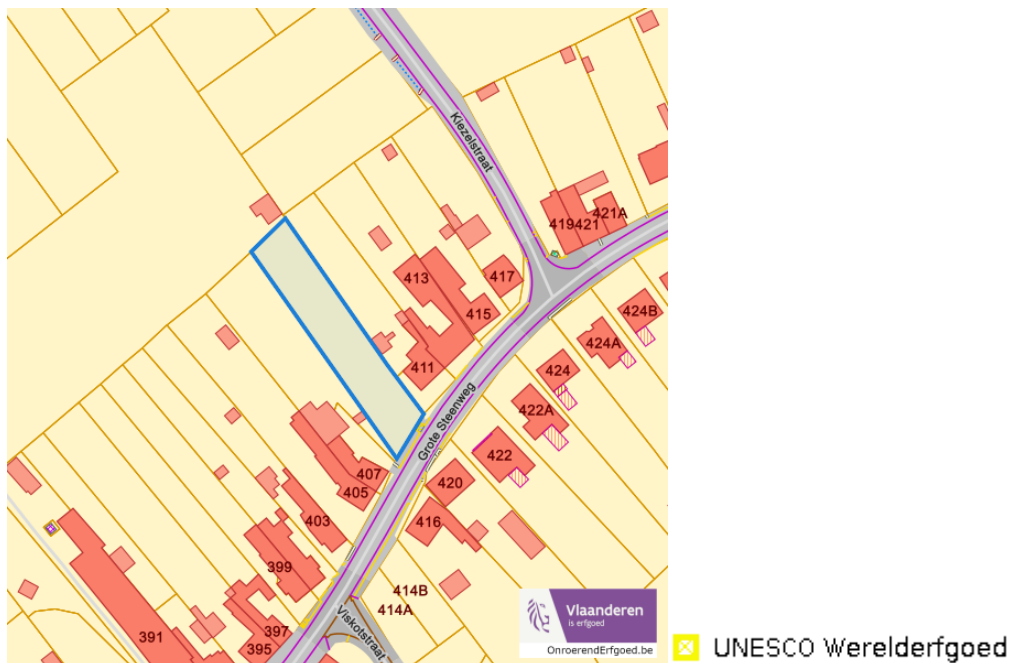 Kiezelstraat
419
421
421A
413
417
415
424B
424A
411
424
Grote Steenweg
422A
422
407
405
420
403
416
399
414B
414A
Viskotstraat
391
397
395
Vlaanderen
is erfgoed
OnroerendErfgoed.be
UNESCO Werelderfgoed